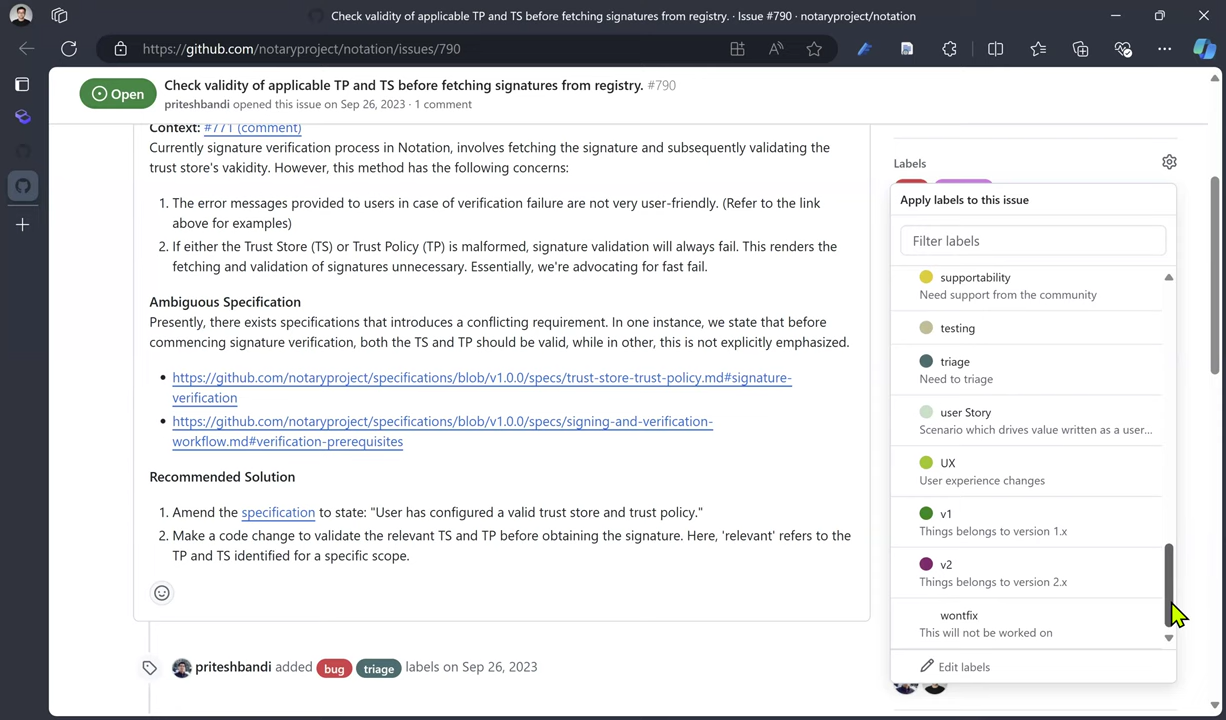 Check validity of applicable TP and TS before fetching signatures from registry. · Issue #790 · notaryproject/notation
https://github.com/notaryproject/notation/issues/790
Open
Check validity of applicable TP and TS before fetching signatures from registry. #790
priteshbandi opened this issue on Sep 26, 2023 · 1 comment
Context: #771 (comment)
Currently signature verification process in Notation, involves fetching the signature and subsequently validating the
trust store's vakidity. However, this method has the following concerns:
1. The error messages provided to users in case of verification failure are not very user-friendly. (Refer to the link
above for examples)
2. If either the Trust Store (TS) or Trust Policy (TP) is malformed, signature validation will always fail. This renders the
fetching and validation of signatures unnecessary. Essentially, we're advocating for fast fail.
Ambiguous Specification
Presently, there exists specifications that introduces a conflicting requirement. In one instance, we state that before
commencing signature verification, both the TS and TP should be valid, while in other, this is not explicitly emphasized.
• https://github.com/notaryproject/specifications/blob/v1.0.0/specs/trust-store-trust-policy.md#signature-
verification
• https://github.com/notaryproject/specifications/blob/v1.0.0/specs/signing-and-verification-
workflow.md#verification-prerequisites
Recommended Solution
1. Amend the specification to state: "User has configured a valid trust store and trust policy."
2. Make a code change to validate the relevant TS and TP before obtaining the signature. Here, 'relevant' refers to the
TP and TS identified for a specific scope.
priteshbandi added bug triage labels on Sep 26, 2023
Labels
Apply labels to this issue
Filter labels
supportability
Need support from the community
testing
triage
Need to triage
user Story
Scenario which drives value written as a user...
UX
User experience changes
v1
Things belongs to version 1.x
v2
Things belongs to version 2.x
wontfix
This will not be worked on
Edit labels